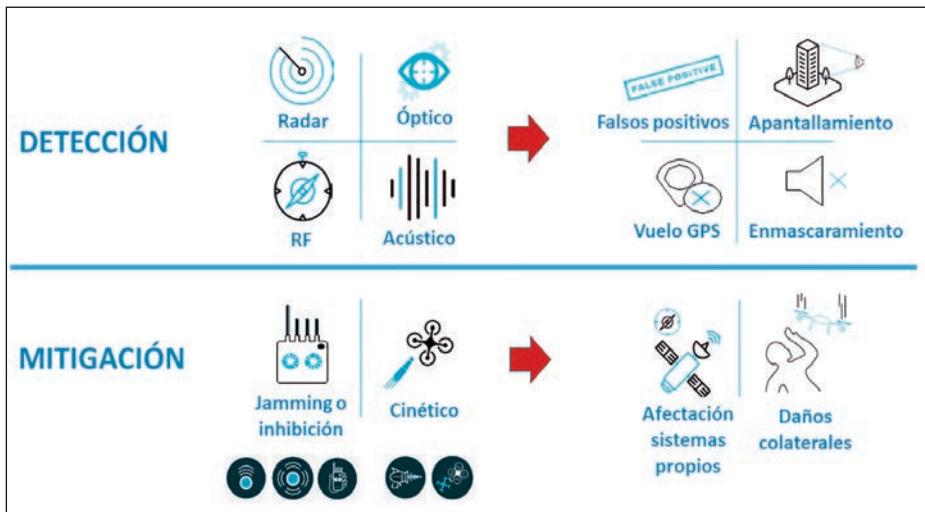 DETECCIÓN
Radar
Óptico
RF
Acústico
FALSE POSITIVE
Falsos positivos
Apantallamiento
Vuelo GPS
Enmascaramiento
MITIGACIÓN
Jamming o
inhibición
Cinético
Afectación
sistemas
propios
Daños
colaterales